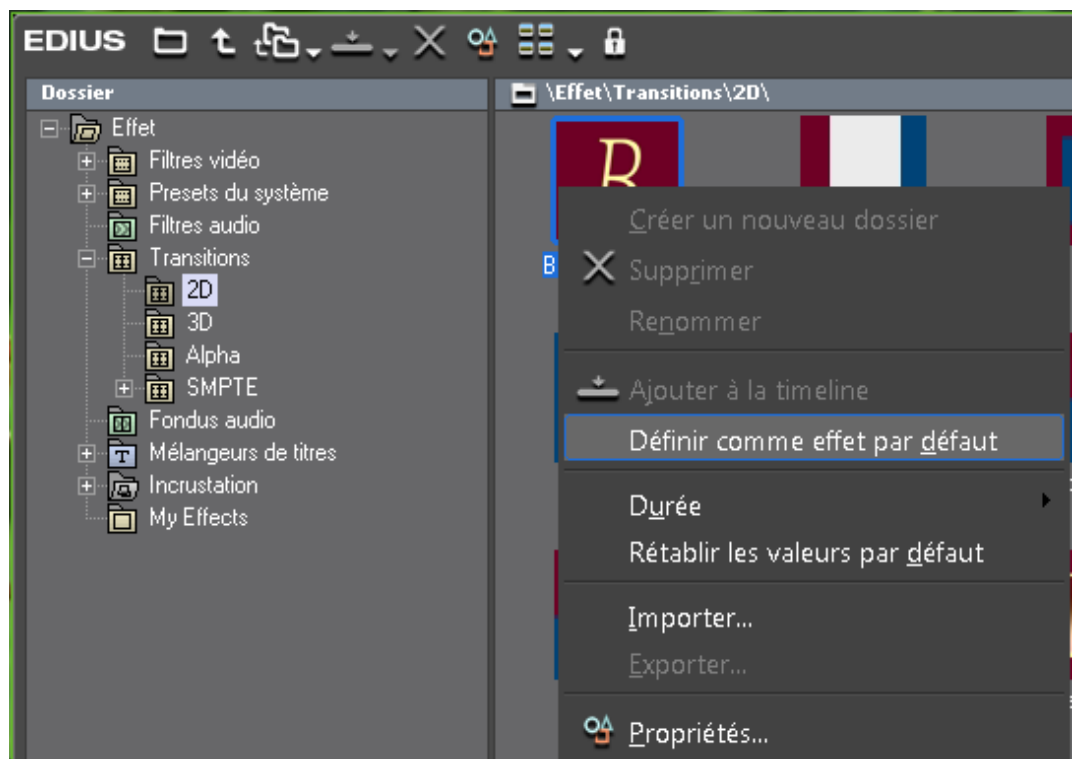 EDIUS
Dossier
\Effet\Transitions\2D\
Effet
Filtres vidéo
Presets du système
Filtres audio
Transitions
2D
3D
Alpha
SMPTE
Fondus audio
Mélangeurs de titres
Incrustation
My Effects
R
B
Créer un nouveau dossier
Supprimer
Renommer
Ajouter à la timeline
Définir comme effet par défaut
Durée
Rétablir les valeurs par défaut
Importer...
Exporter...
Propriétés...